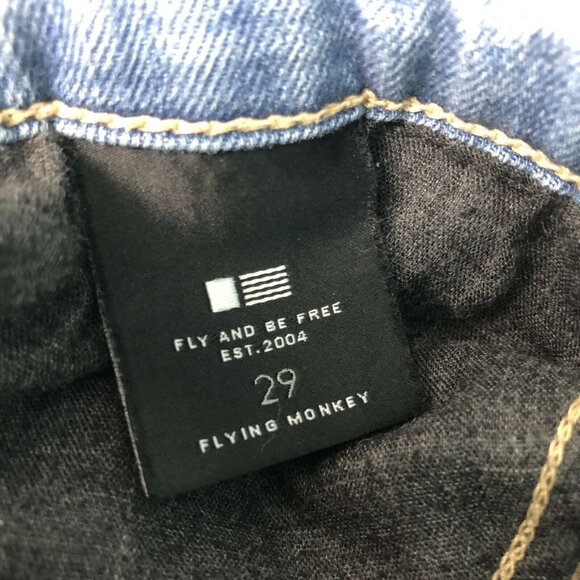 FLY AND BE FREE
EST.2004
29
FLYING MONKEY